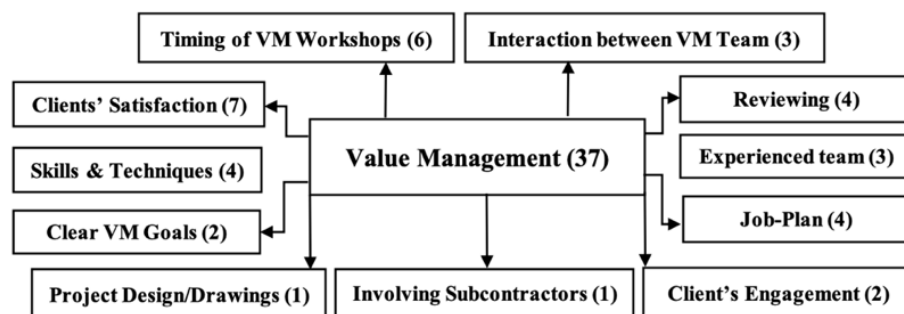 Timing of VM Workshops (6)
Interaction between VM Team (3)
Clients’ Satisfaction (7)
Reviewing (4)
Value Management (37)
Skills & Techniques (4)
Experienced team (3)
Clear VM Goals (2)
Job-Plan (4)
Project Design/Drawings (1)
Involving Subcontractors (1)
Client’s Engagement (2)